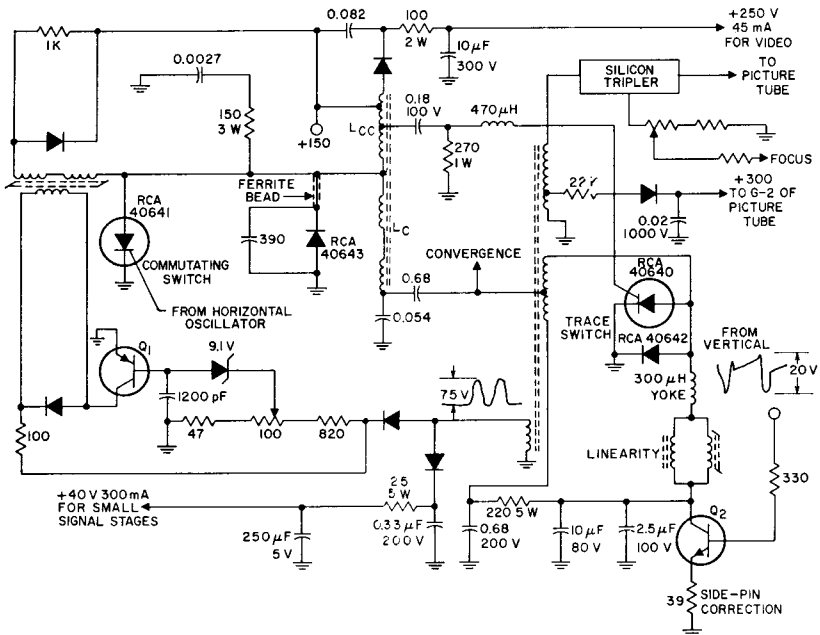 1K
0.082
100
2 W
10 µF
300 V
+250 V
45 mA
FOR VIDEO
0.0027
150
3 W
+150
LCC
0.18
100 V
470 µH
270
1 W
SILICON
TRIPLER
TO
PICTURE
TUBE
FOCUS
+300
TO G-2 OF
PICTURE
TUBE
0.02
1000 V
RCA
40641
COMMUTATING
SWITCH
FROM HORIZONTAL
OSCILLATOR
FERRITE
BEAD
390
RCA
40643
LC
CONVERGENCE
0.68
0.054
RCA
40640
TRACE
SWITCH
RCA 40642
FROM
VERTICAL
20 V
300 µH
YOKE
LINEARITY
330
Q1
9.1 V
1200 pF
47
100
820
100
75 V
+40 V 300 mA
FOR SMALL
SIGNAL STAGES
250 µF
5 V
5 W
0.33 µF
200 V
220 5 W
0.68
200 V
10 µF
80 V
2.5 µF
100 V
Q2
39
SIDE-PIN
CORRECTION